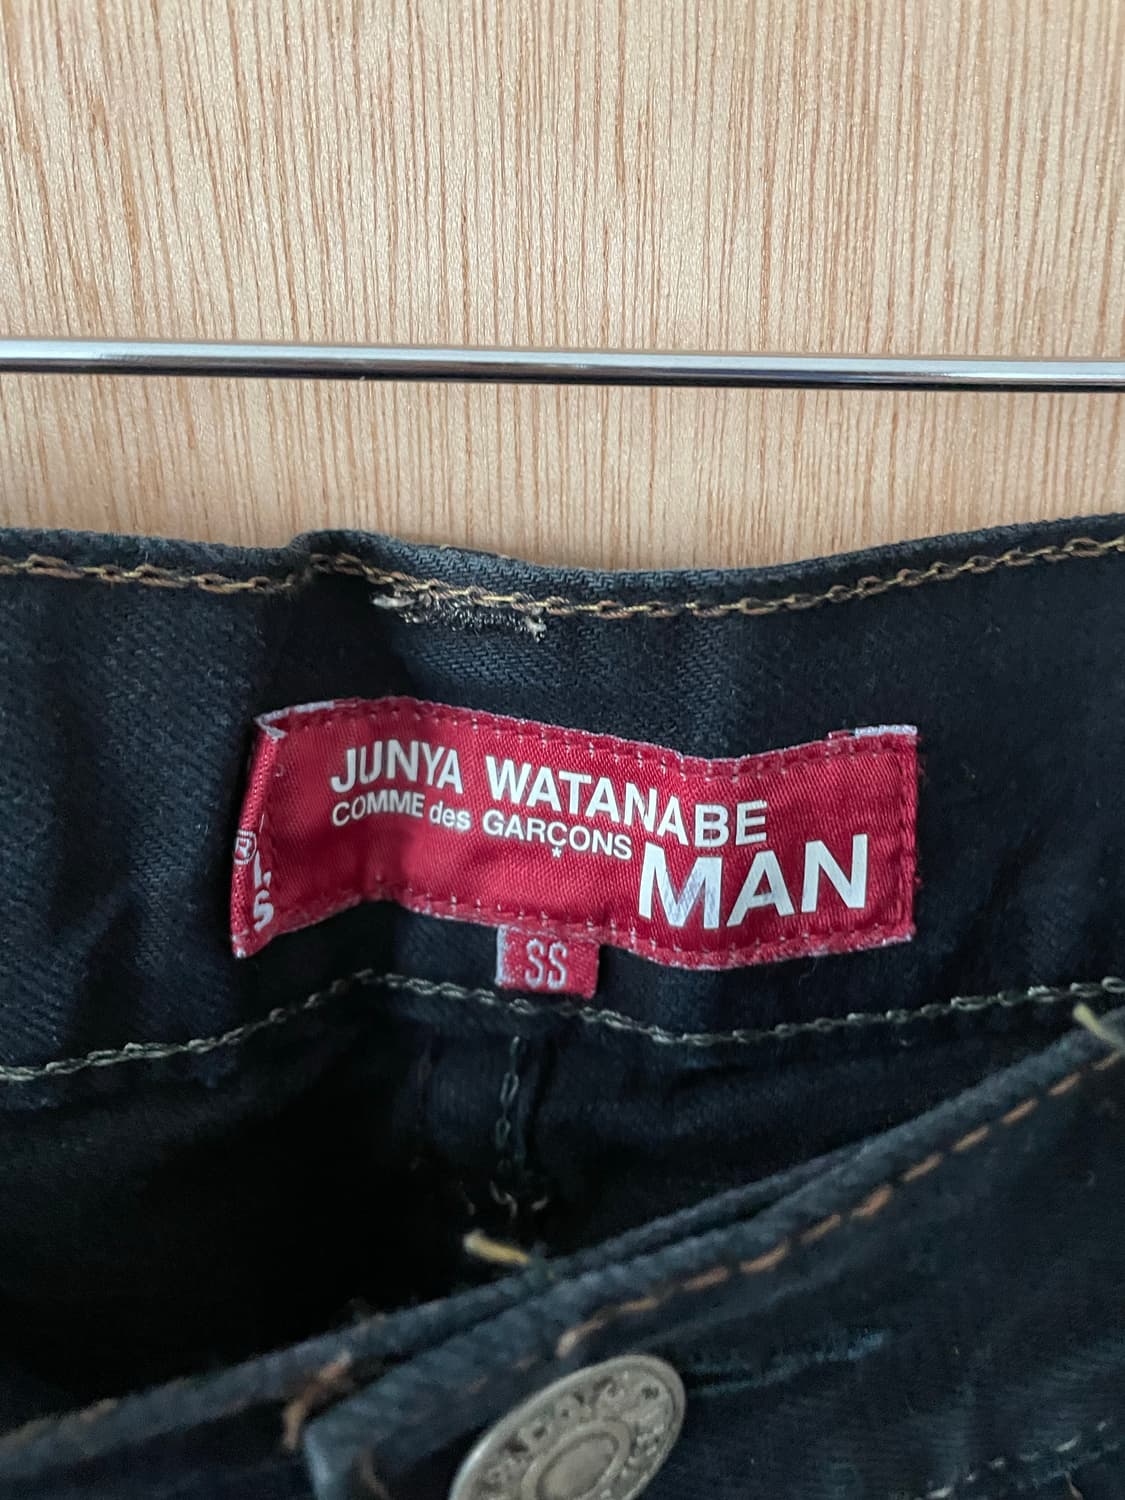 JUNYA WATANABE
COMME des GARÇONS
MAN
SS
®
'S